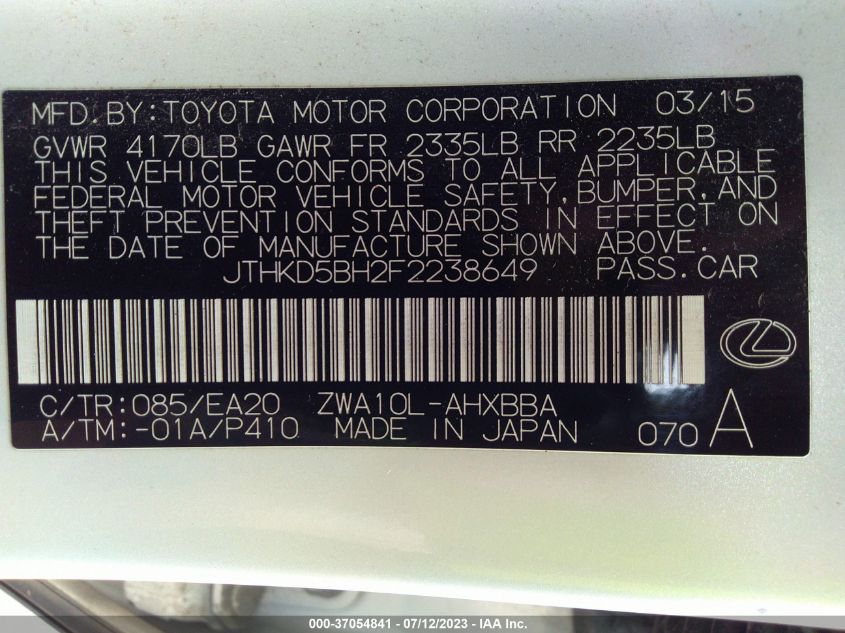 MFD.BY:TOYOTA MOTOR CORPORATION 03/15
GVWR 4170LB GAWR FR 2335LB RR 2235LB
THIS VEHICLE CONFORMS TO ALL APPLICABLE
FEDERAL MOTOR VEHICLE SAFETY,BUMPER,AND
THEFT PREVENTION STANDARDS IN EFFECT ON
THE DATE OF MANUFACTURE SHOWN ABOVE.
JTHKD5BH2F2238649 PASS.CAR
C/TR:085/EA20 ZWA10L-AHXBBA
A/TM:-01A/P410 MADE IN JAPAN 070 A
000-37054841 / 07/12/2023 - IAA Inc.